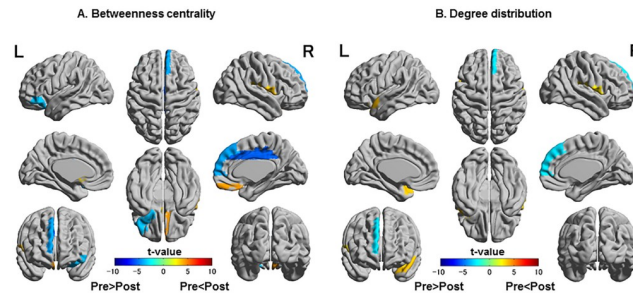 A. Betweenness centrality
B. Degree distribution
L
R
L
t-value
-10 -5 0 5 10
Pre>Post
Pre<Post
t-value
-10 -5 0 5 10
Pre>Post
Pre<Post